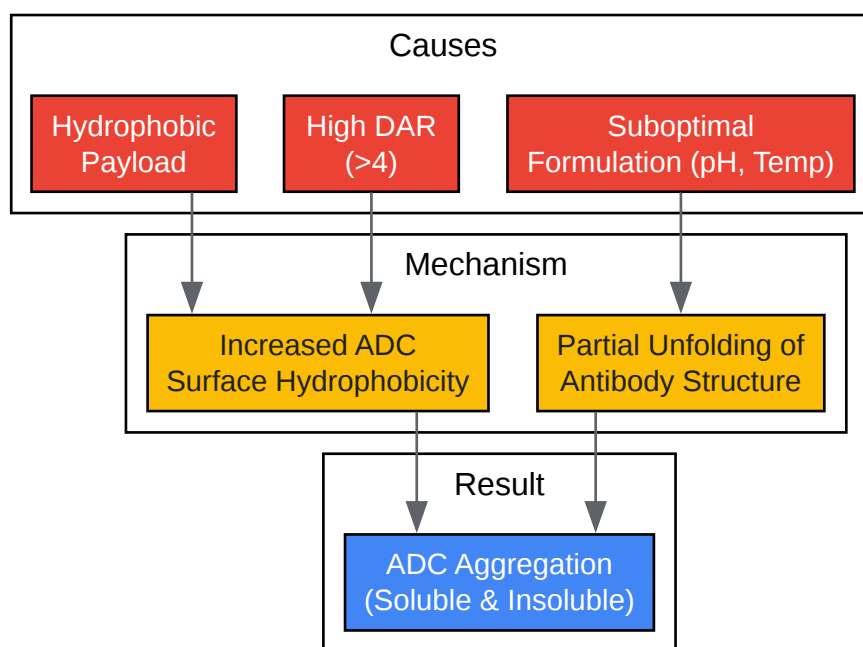 Causes
Hydrophobic
Payload
High DAR
(>4)
Suboptimal
Formulation (pH, Temp)
Mechanism
Increased ADC
Surface Hydrophobicity
Partial Unfolding of
Antibody Structure
Result
ADC Aggregation
(Soluble & Insoluble)